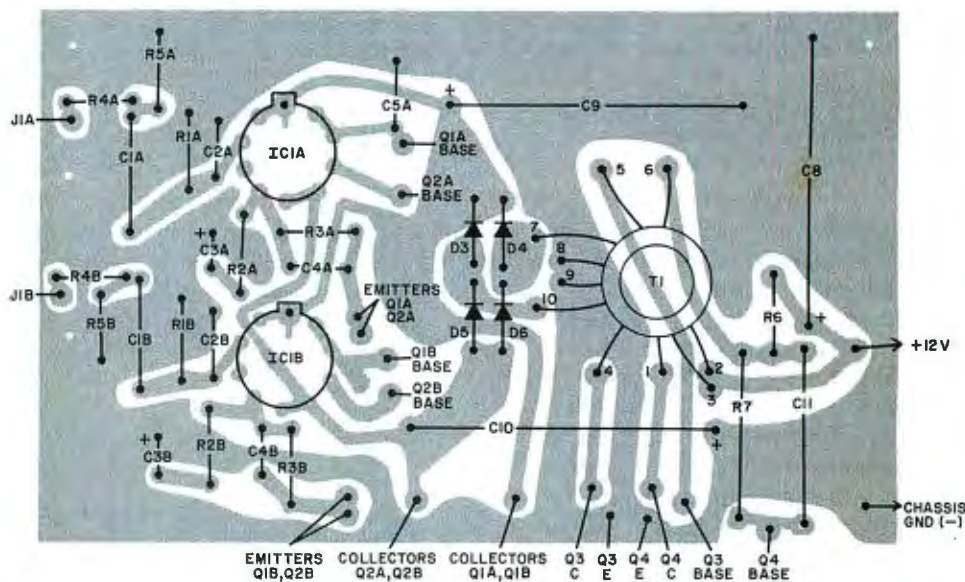 R5A
R4A
J1A
C1A
R1A
C2A
IC1A
C5A
+
C9
Q1A
BASE
Q2A
BASE
5
6
C8
+
C3A
R2A
R3A
C4A
D3
D4
7
8
9
10
T1
R4B
J1B
R5B
C1B
R1B
C2B
IC1B
EMITTERS
Q1A
Q2A
D5
D6
Q1B
BASE
Q2B
BASE
4
1
2
3
R6
+
+12V
R7
C11
C10
+
+
C3B
R2B
C4B
R3B
CHASSIS
GND (-)
EMITTERS
Q1B, Q2B
COLLECTORS
Q2A, Q2B
COLLECTORS
Q1A, Q1B
Q3
C
Q3
E
Q4
E
Q4
C
Q3
BASE
Q4
BASE